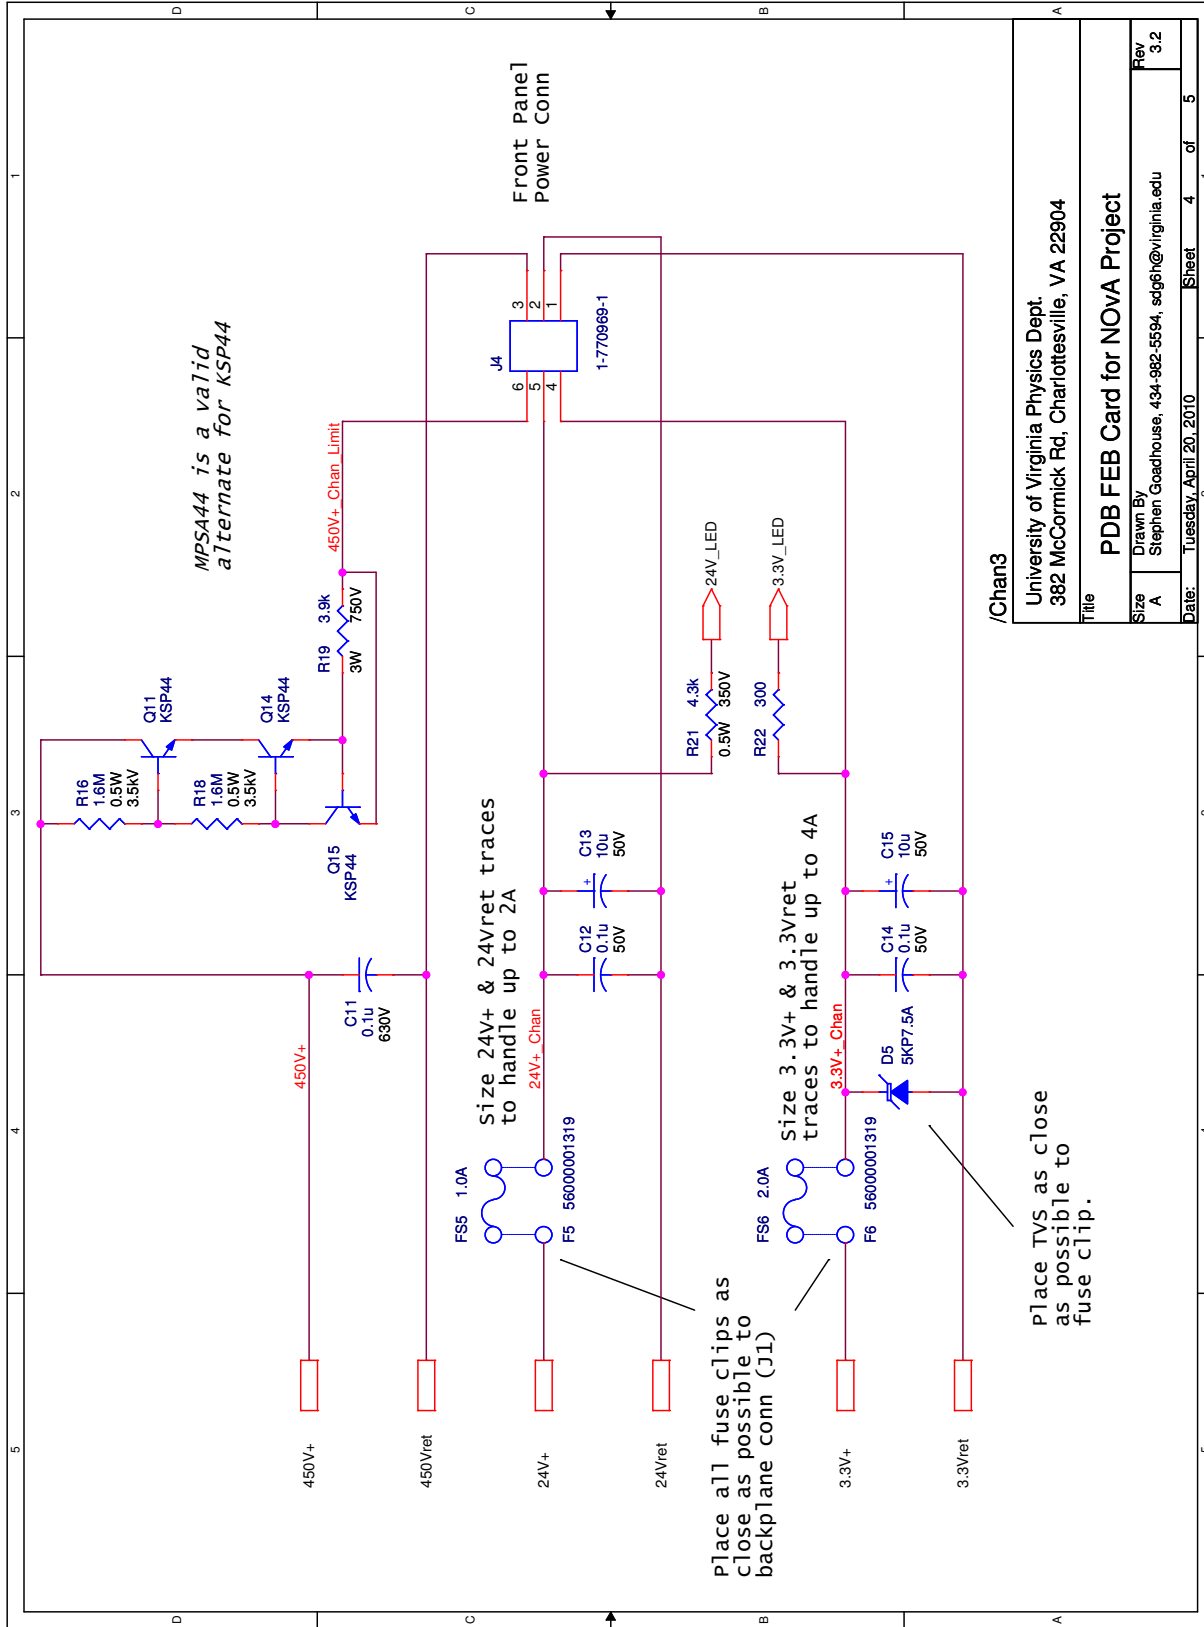 5
4
3
2
1
D
C
B
A
D
C
B
A
5
3
2
1
MPSA44 is a valid
alternate for KSP44
Q11
KSP44
R16
1.6M
0.5W
3.5kV
Q14
KSP44
R18
1.6M
0.5W
3.5kV
Q15
KSP44
R19
3.9k
3W
750V
450V+_Chan_Limit
450V+
450V+
C11
0.1u
630V
450Vret
Size 24V+ & 24Vret traces
to handle up to 2A
FS5
1.0A
24V+_Chan
24V+
F5
56000001319
C12
0.1u
50V
C13
10u
50V
24Vret
J4
6
5
4
3
2
1
1-770969-1
Front Panel
Power Conn
R21
4.3k
0.5W
350V
24V_LED
R22
300
3.3V_LED
Place all fuse clips as
close as possible to
backplane conn (J1)
Size 3.3V+ & 3.3Vret
traces to handle up to 4A
FS6
2.0A
3.3V+_Chan
3.3V+
F6
56000001319
D5
5KP7.5A
C14
0.1u
50V
C15
10u
50V
3.3Vret
Place TVS as close
as possible to
fuse clip.
/Chan3
University of Virginia Physics Dept.
382 McCormick Rd, Charlottesville, VA 22904
Title
PDB FEB Card for NOvA Project
Size
A
Drawn By
Stephen Goadhouse, 434-982-5594, sdg6h@virginia.edu
Rev
3.2
Date:
Tuesday, April 20, 2010
Sheet
4
of
5